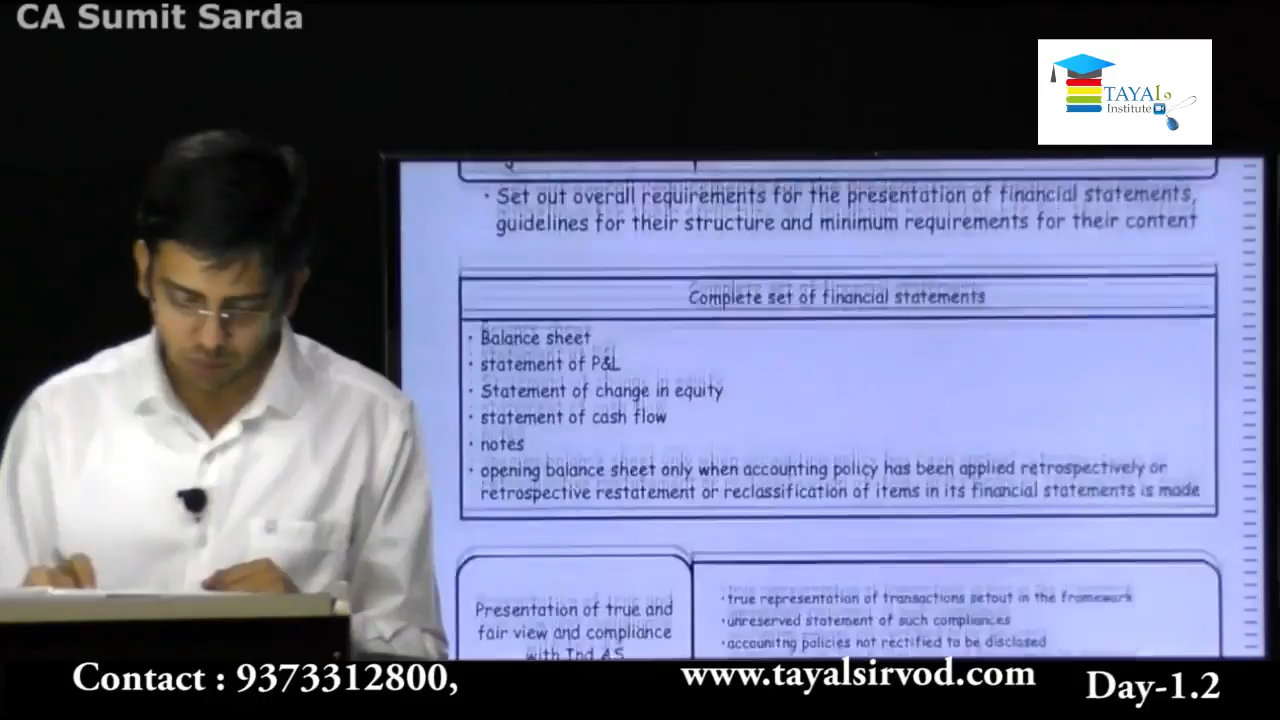 CA Sumit Sarda
TAYALs
Institute
• Set out overall requirements for the presentation of financial statements,
guidelines for their structure and minimum requirements for their content
Complete set of financial statements
• Balance sheet
• statement of P&L
• Statement of change in equity
• statement of cash flow
• notes
• opening balance sheet only when accounting policy has been applied retrospectively or
retrospective restatement or reclassification of items in its financial statements is made
Presentation of true and
fair view and compliance
with Ind AS
• true representation of transactions setout in the framework
• unreserved statement of such compliances
• accounting policies not rectified to be disclosed
Contact : 9373312800,
www.tayalsirvod.com
Day-1.2